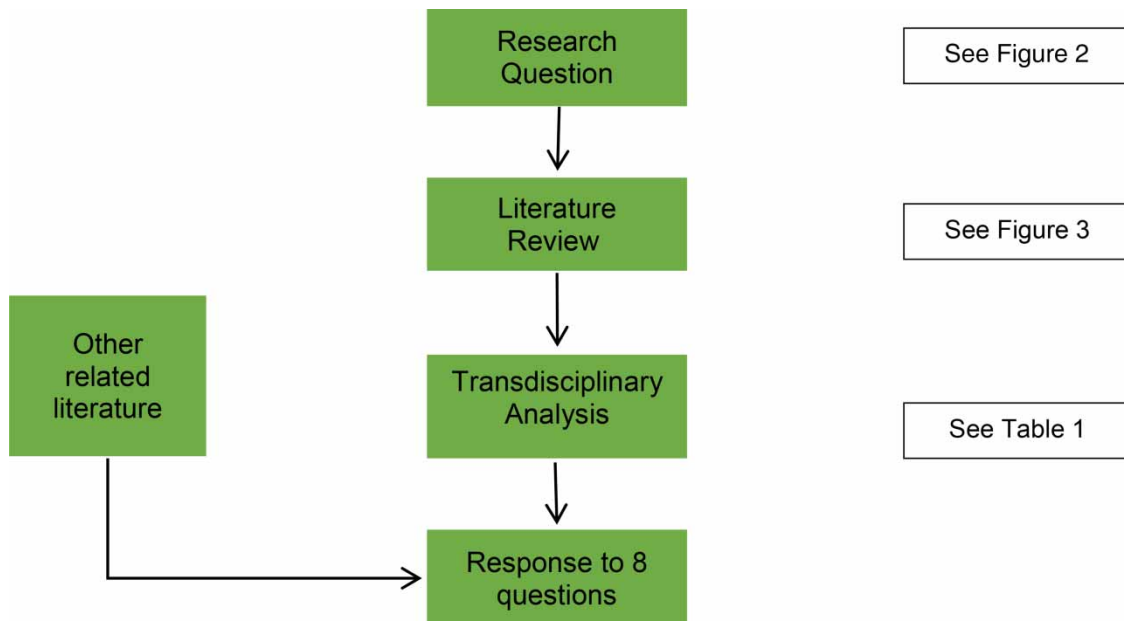 Research
Question
See Figure 2
Literature
Review
See Figure 3
Other
related
literature
Transdisciplinary
Analysis
See Table 1
Response to 8
questions